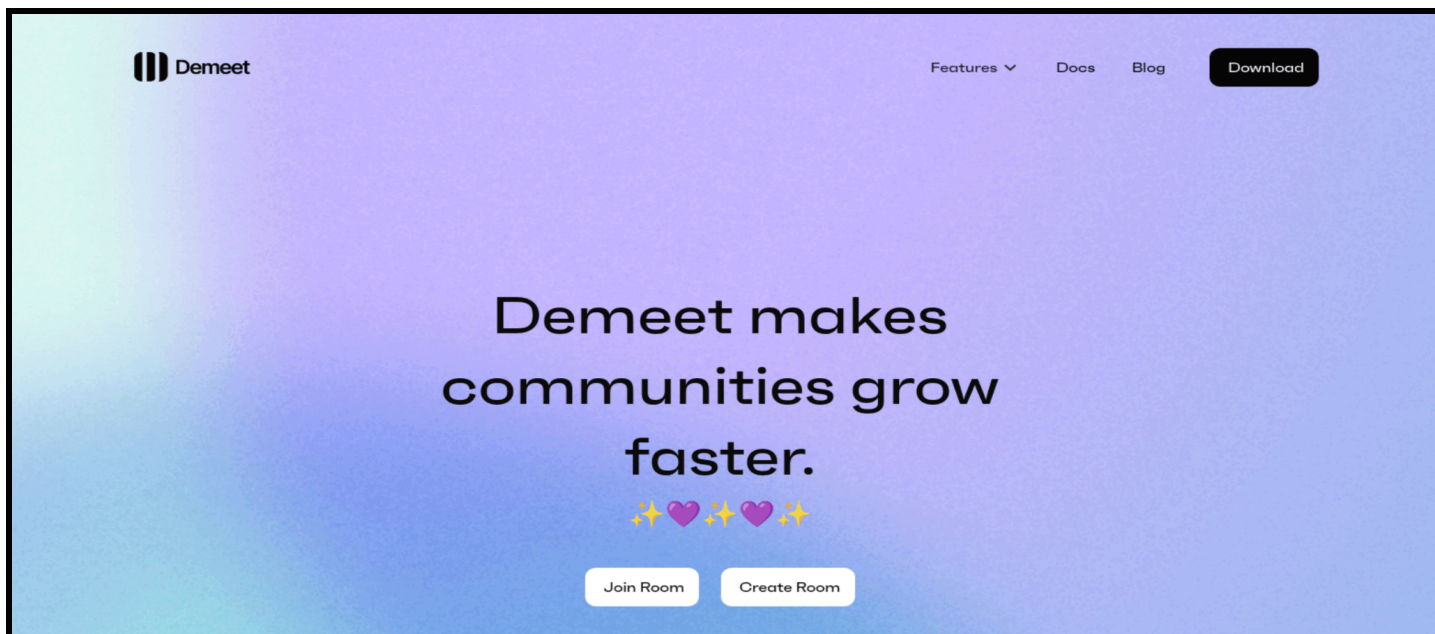 Demeet
Features
Docs
Blog
Download
Demeet makes
communities grow
faster.
✨💜✨💜✨
Join Room
Create Room